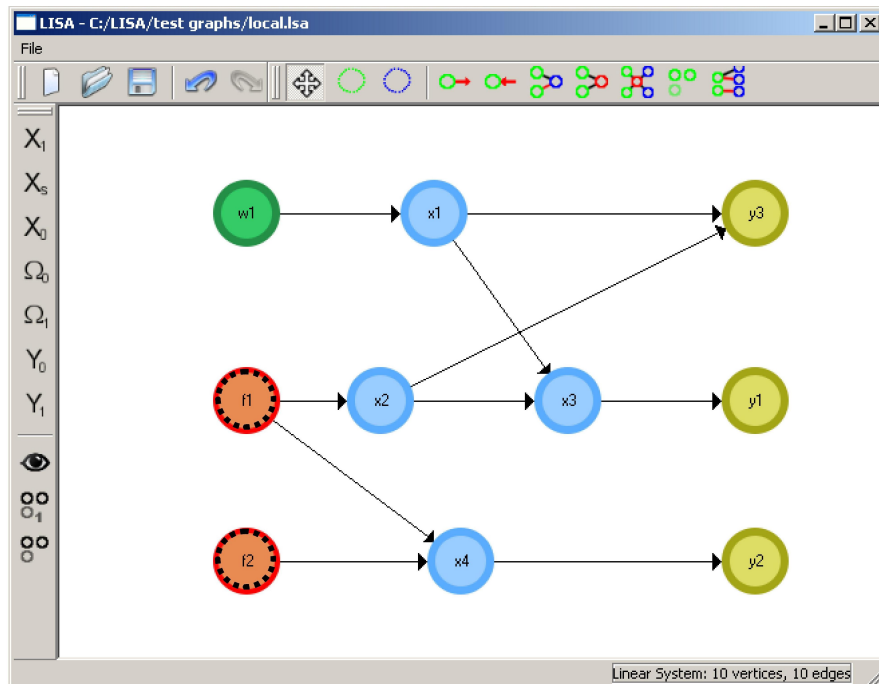 LISA - C:/LISA/test graphs/local.lsa
File
X₁
Xₛ
X₀
Ω₀
Ω₁
Y₀
Y₁
1
w1
x1
y3
f1
x2
x3
y1
f2
x4
y2
Linear System: 10 vertices, 10 edges